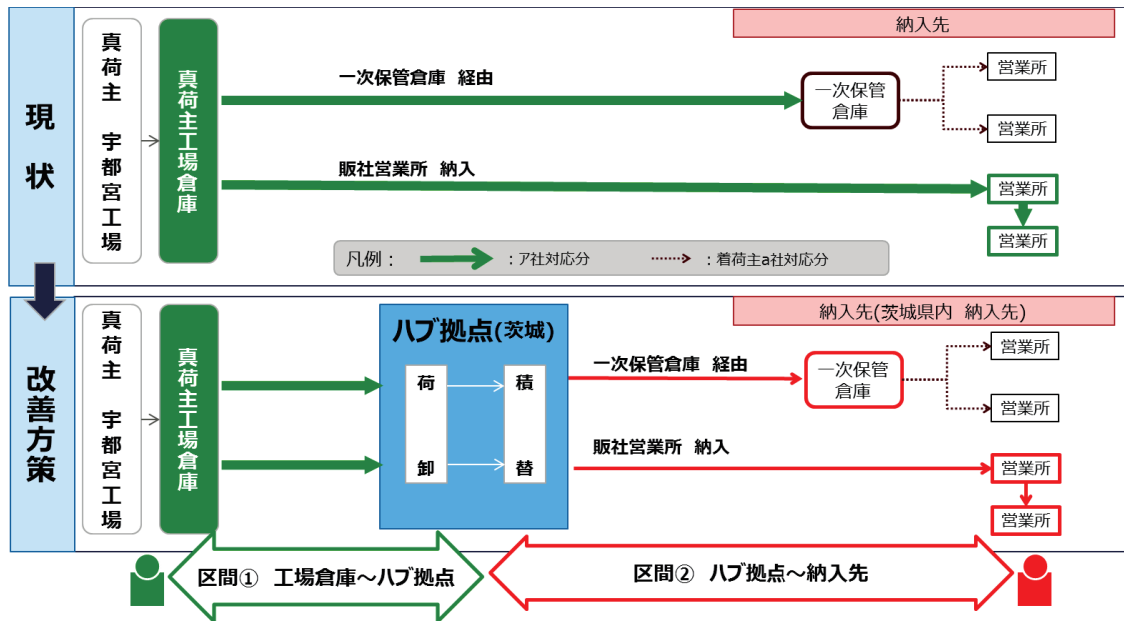 現状
真荷主 宇都宮工場
真荷主工場倉庫
納入先
一次保管倉庫 経由
一次保管
倉庫
営業所
営業所
販社営業所 納入
営業所
営業所
凡例：
：ア社対応分
：着荷主a社対応分
改善方策
真荷主 宇都宮工場
真荷主工場倉庫
ハブ拠点(茨城)
荷卸
積替
納入先(茨城県内 納入先)
一次保管倉庫 経由
一次保管
倉庫
営業所
営業所
販社営業所 納入
営業所
営業所
区間① 工場倉庫～ハブ拠点
区間② ハブ拠点～納入先